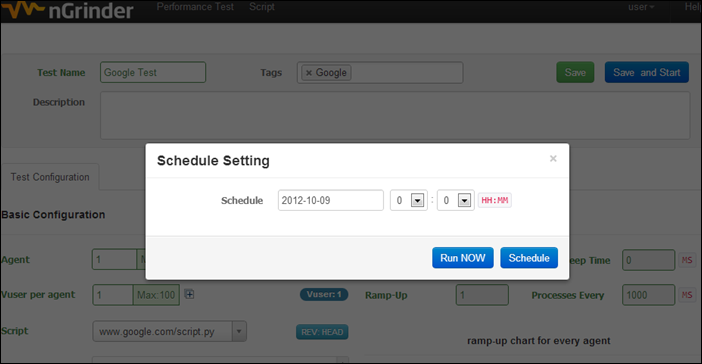 nGrinder Performance Test Script user Help
Test Name Google Test Tags × Google Save Save and Start
Description
Schedule Setting ×
Test Configuration
Schedule 2012-10-09 0 : 0 HH:MM
Basic Configuration
Run NOW Schedule
Agent 1 eep Time 0 MS
Vuser per agent 1 Max:100 Vuser: 1 Ramp-Up 1 Processes Every 1000 MS
Script www.google.com/script.py REV: HEAD
ramp-up chart for every agent